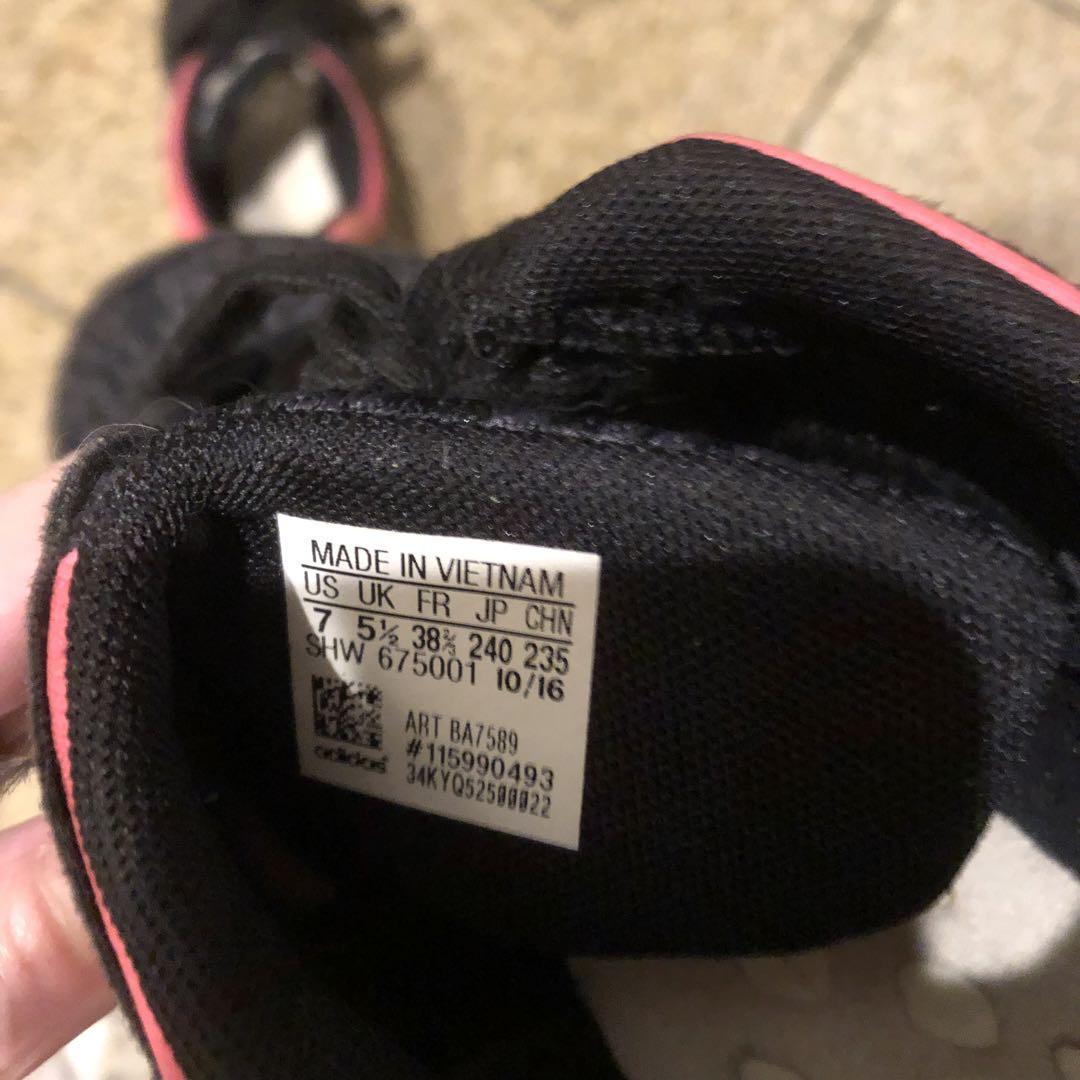 MADE IN VIETNAM
US UK FR JP CHN
7 5½ 38⅔ 240 235
SHW 675001 10/16
ART BA7589
#115990493
adidas
34KYQ52500022